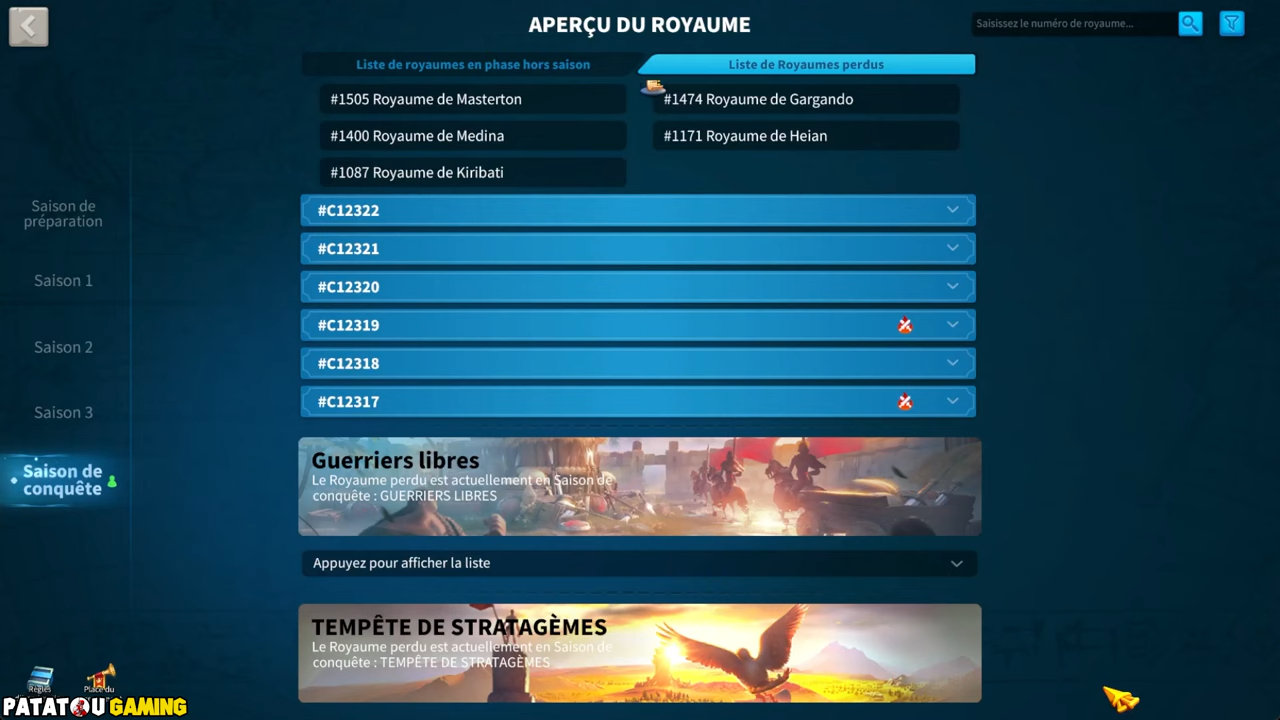 APERÇU DU ROYAUME
Saisissez le numéro de royaume...
Liste de royaumes en phase hors saison
Liste de Royaumes perdus
#1505 Royaume de Masterton
#1474 Royaume de Gargando
#1400 Royaume de Medina
#1171 Royaume de Heian
#1087 Royaume de Kiribati
Saison de
préparation
Saison 1
Saison 2
Saison 3
Saison de
conquête
#C12322
#C12321
#C12320
#C12319
#C12318
#C12317
Guerriers libres
Le Royaume perdu est actuellement en Saison de
conquête : GUERRIERS LIBRES
Appuyez pour afficher la liste
TEMPÊTE DE STRATAGÈMES
Le Royaume perdu est actuellement en Saison de
conquête : TEMPÊTE DE STRATAGÈMES
Règles
Place du
PATATOU GAMING